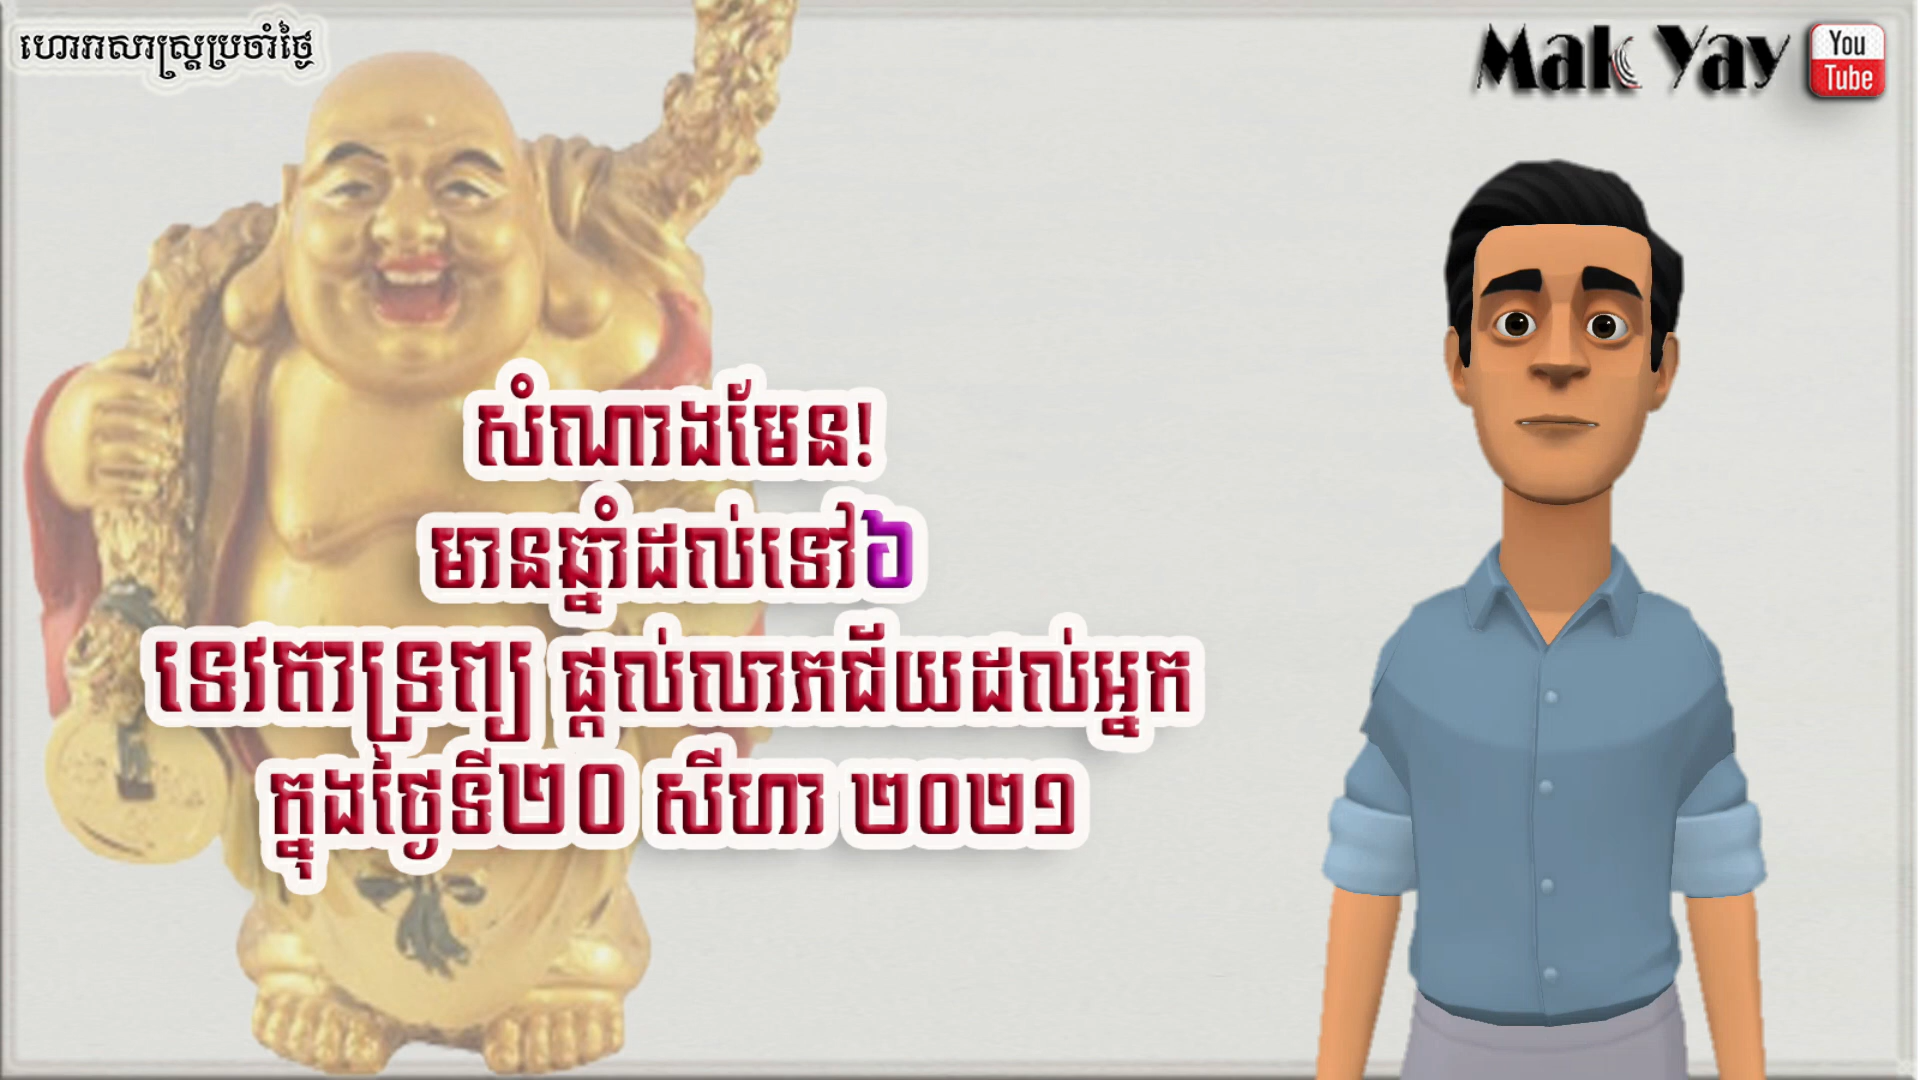 ហោរាសាស្ត្រប្រចាំថ្ងៃ
Mak Yay
You
Tube
សំណាងមែន!
មានឆ្នាំដល់ទៅ៦
ទេវតាទ្រព្យ ផ្តល់លាភជ័យដល់អ្នក
ក្នុងថ្ងៃទី២០ សីហា ២០២១